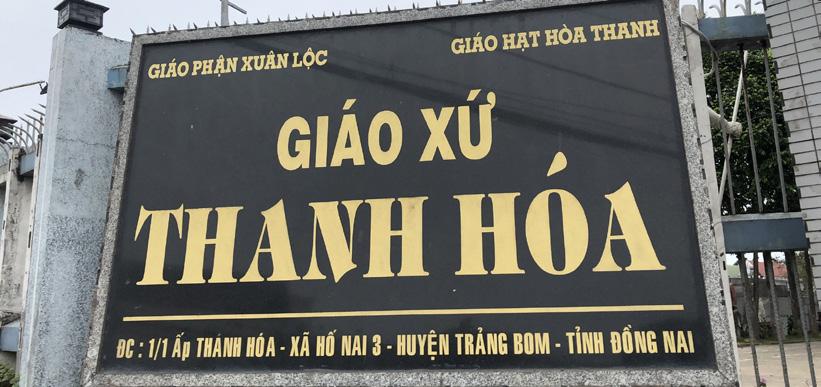 GIÁO PHẬN XUÂN LỘC
GIÁO HẠT HÒA THANH
GIÁO XỨ
THANH HÓA
ĐC : 1/1 Ấp THANH HÓA - XÃ HỐ NAI 3 - HUYỆN TRẢNG BOM - TỈNH ĐỒNG NAI